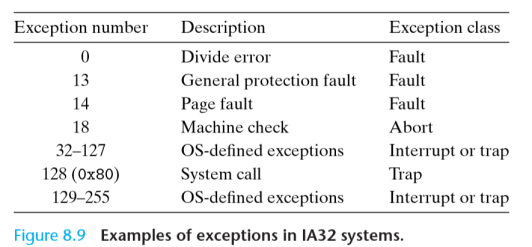 Exception number Description Exception class
0 Divide error Fault
13 General protection fault Fault
14 Page fault Fault
18 Machine check Abort
32–127 OS-defined exceptions Interrupt or trap
128 (0x80) System call Trap
129–255 OS-defined exceptions Interrupt or trap
Figure 8.9 Examples of exceptions in IA32 systems.